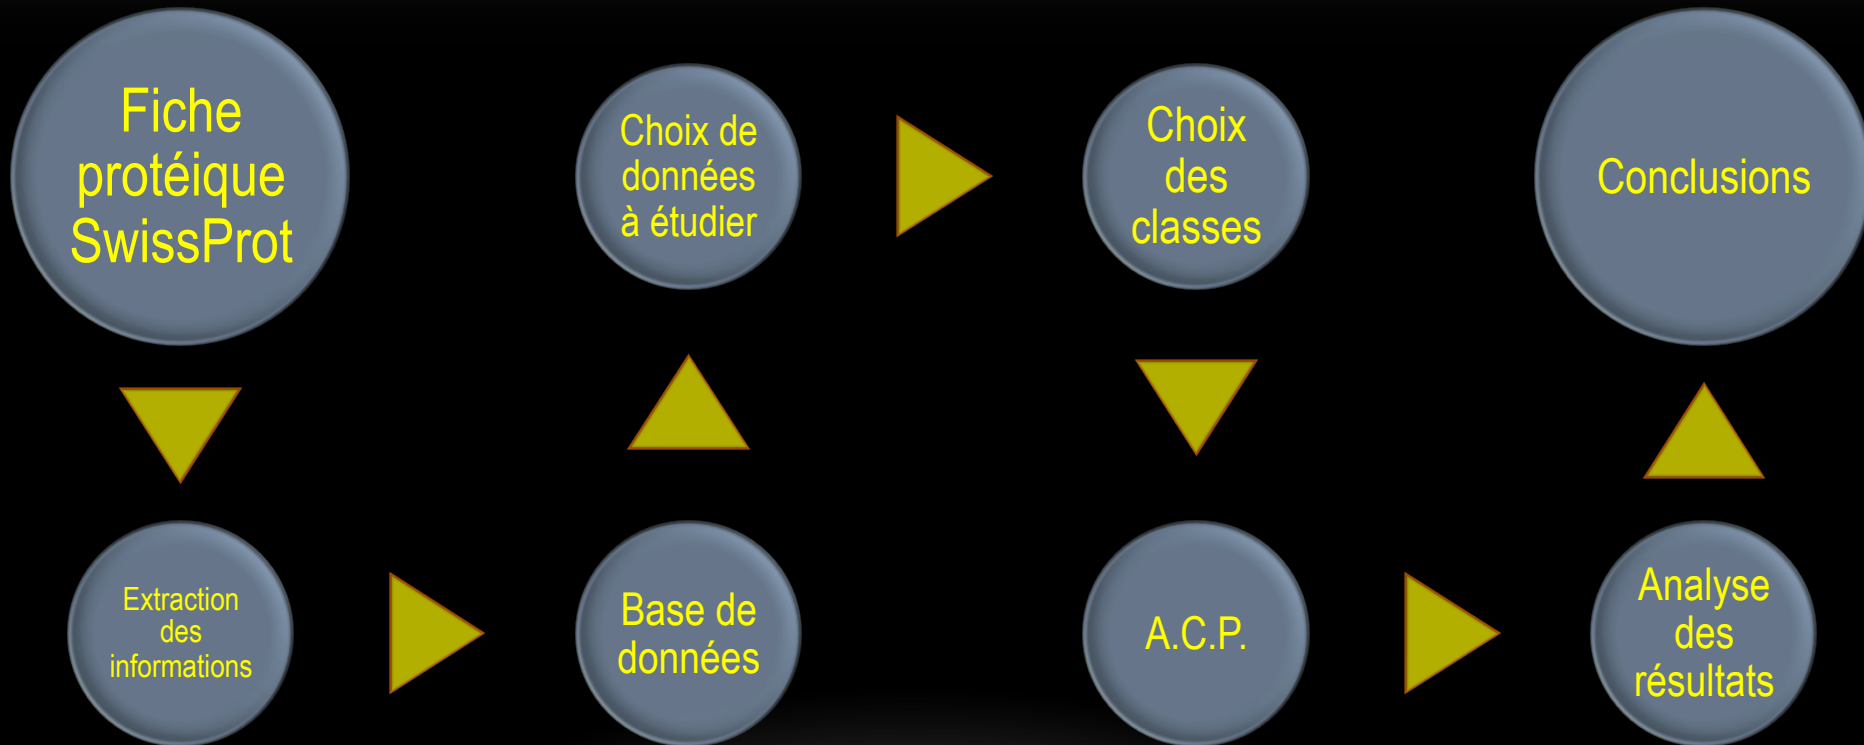 Fiche
protéique
SwissProt
Extraction
des
informations
Base de
données
Choix de
données
à étudier
Choix
des
classes
A.C.P.
Analyse
des
résultats
Conclusions